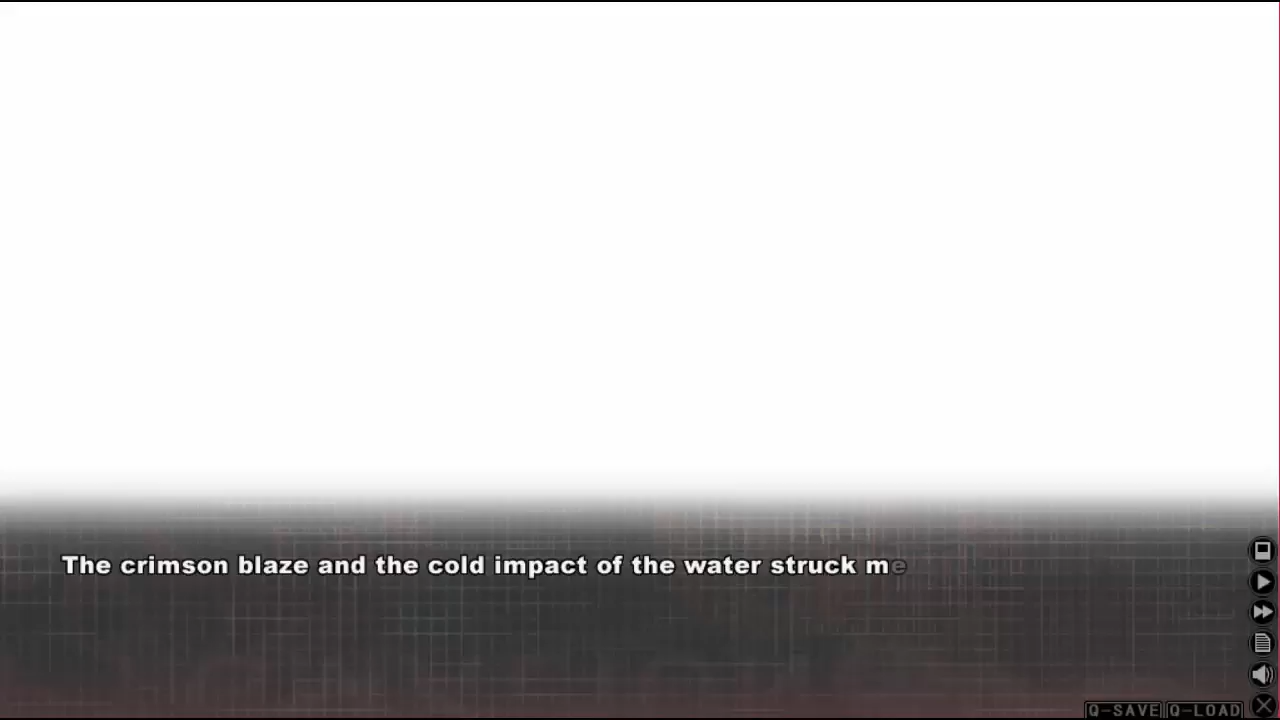 The crimson blaze and the cold impact of the water struck me
Q-SAVE Q-LOAD